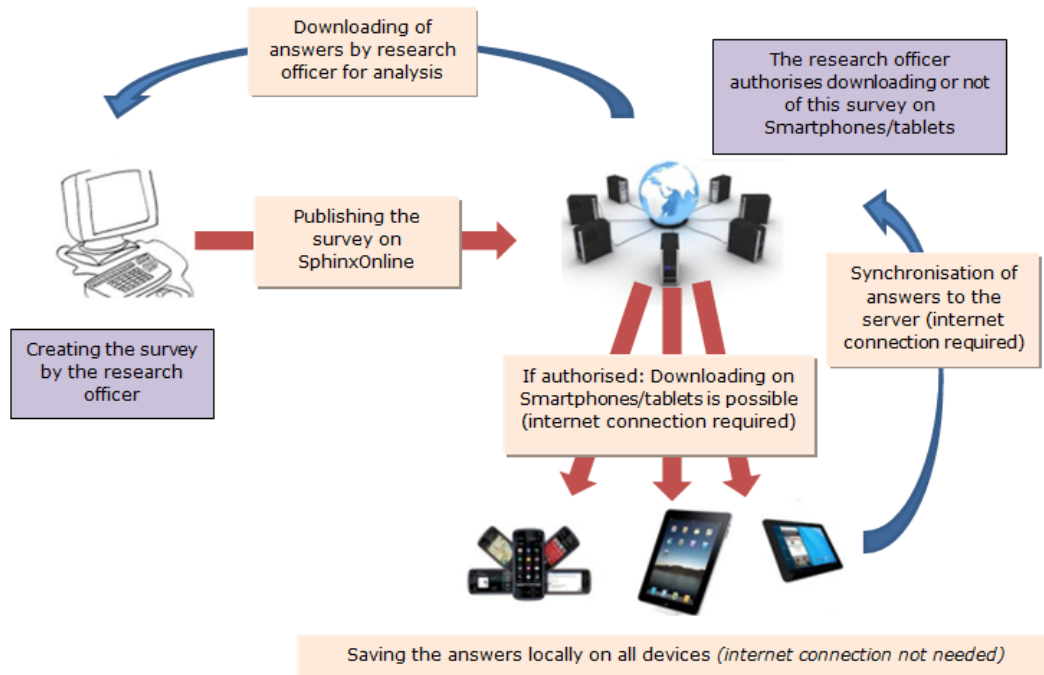 Downloading of
answers by research
officer for analysis
The research officer
authorises downloading or not
of this survey on
Smartphones/tablets
Publishing the
survey on
SphinxOnline
Synchronisation of
answers to the
server (internet
connection required)
Creating the survey
by the research
officer
If authorised: Downloading on
Smartphones/tablets is possible
(internet connection required)
Saving the answers locally on all devices (internet connection not needed)